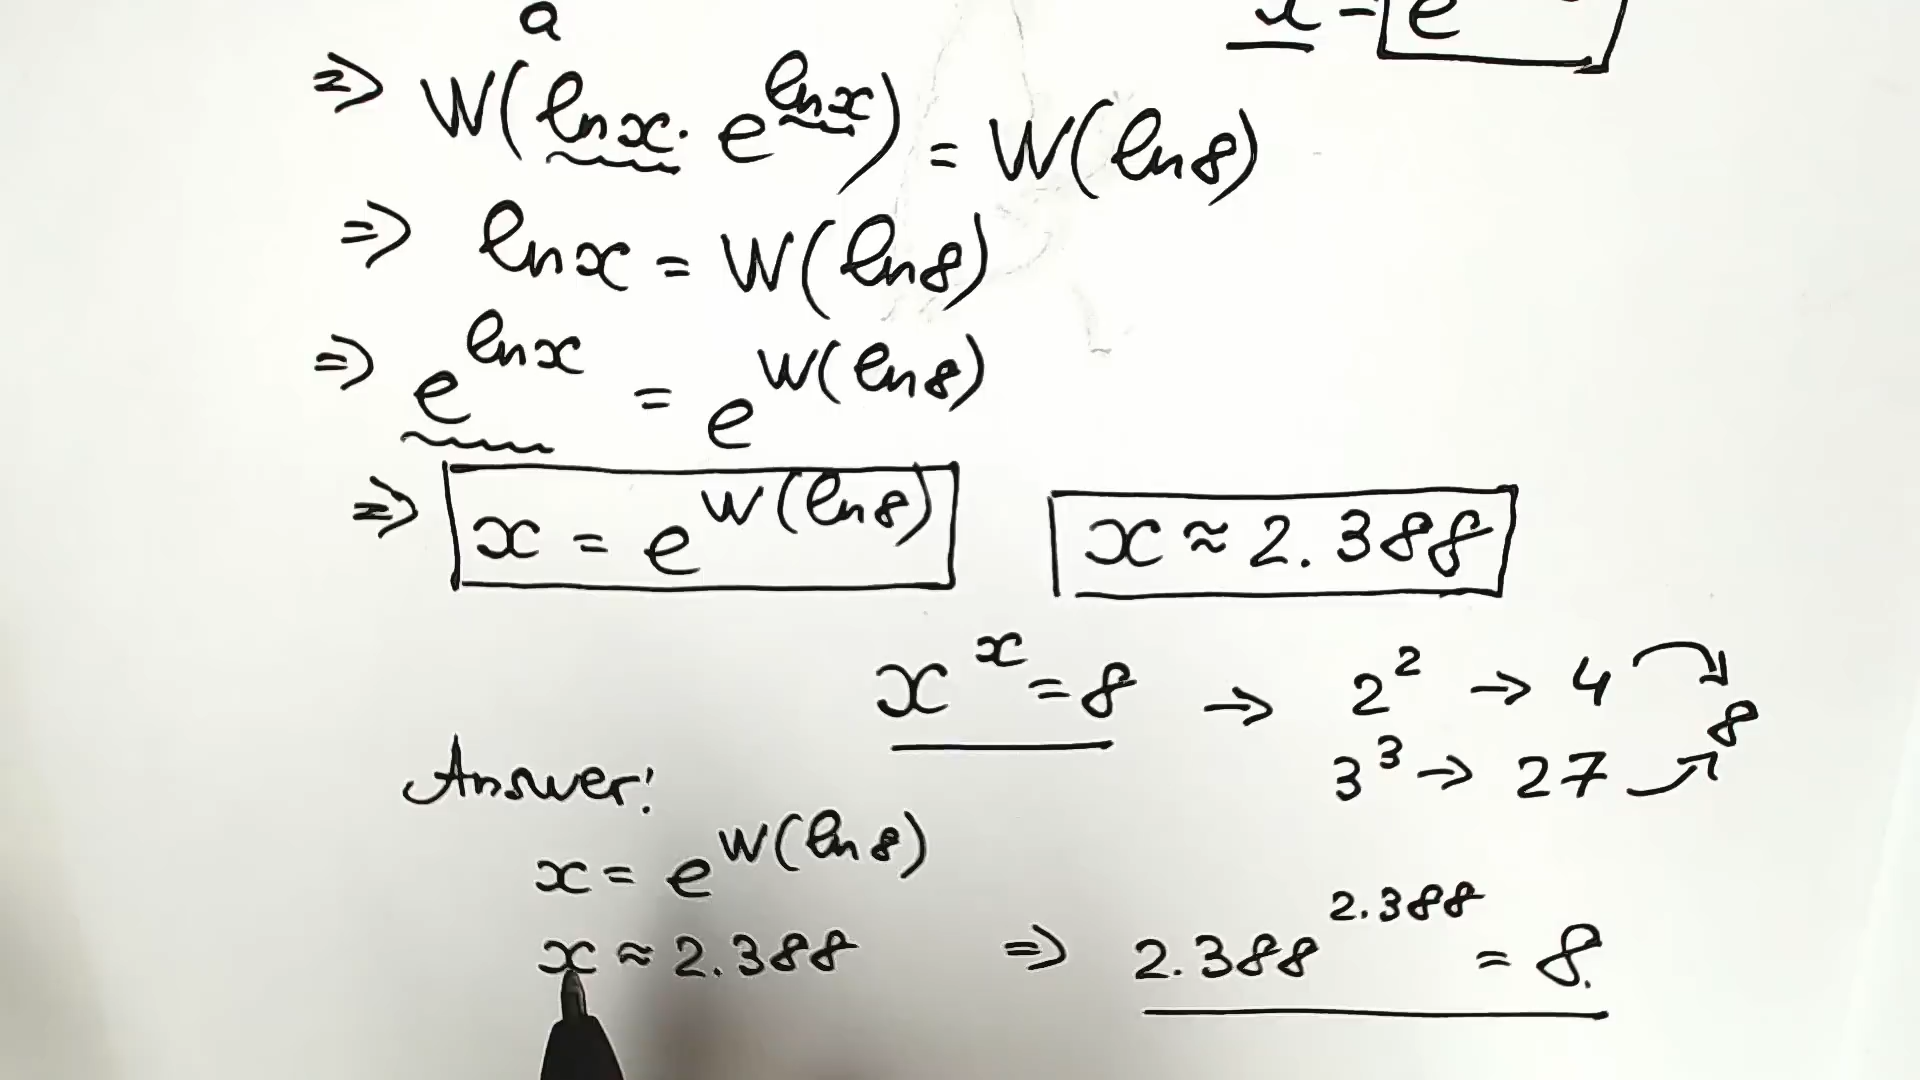 a
x = e
⇒ W(lnx · e^lnx) = W(ln8)
⇒ lnx = W(ln8)
⇒ e^lnx = e^W(ln8)
⇒ x = e^W(ln8)
x ≈ 2.388
x^x = 8 → 2^2 → 4
8
3^3 → 27
Answer:
x = e^W(ln8)
x ≈ 2.388 ⇒ 2.388^2.388 = 8.